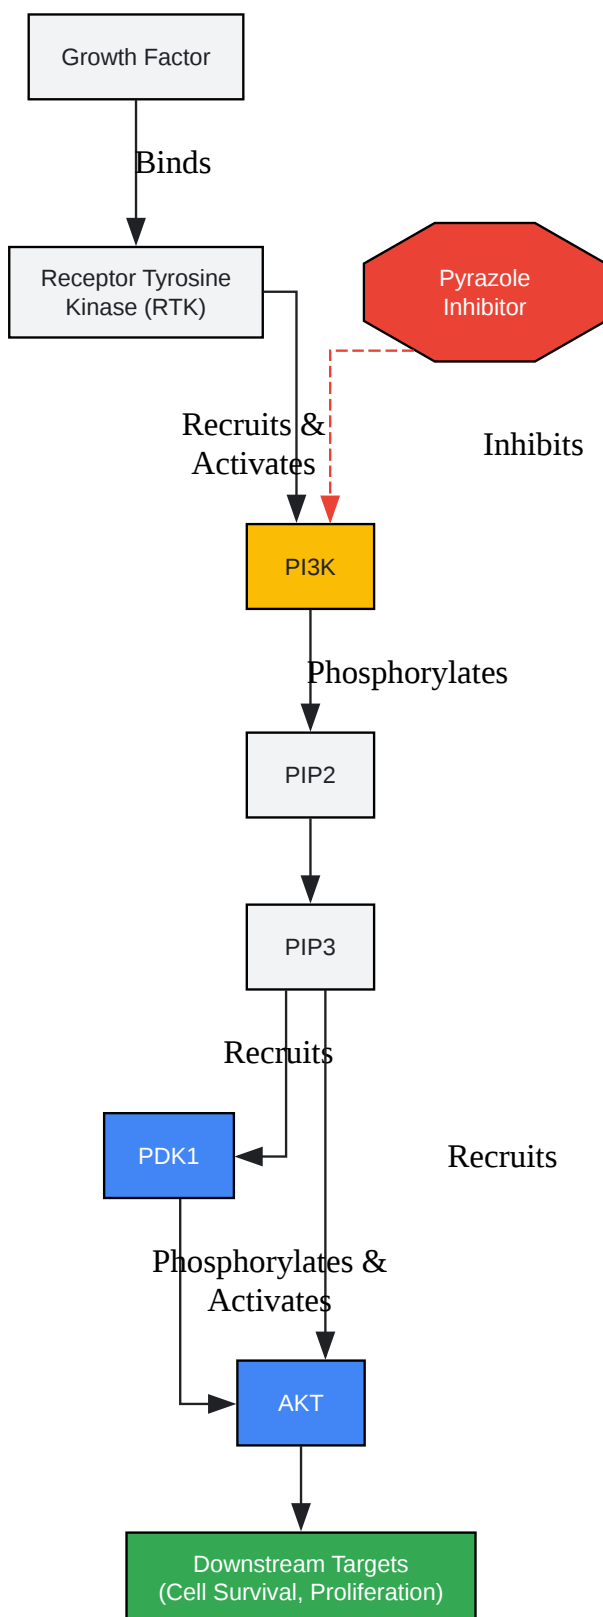 Growth Factor
Binds
Receptor Tyrosine
Kinase (RTK)
Pyrazole
Inhibitor
Recruits &
Activates
Inhibits
PI3K
Phosphorylates
PIP2
PIP3
Recruits
PDK1
Recruits
Phosphorylates &
Activates
AKT
Downstream Targets
(Cell Survival, Proliferation)